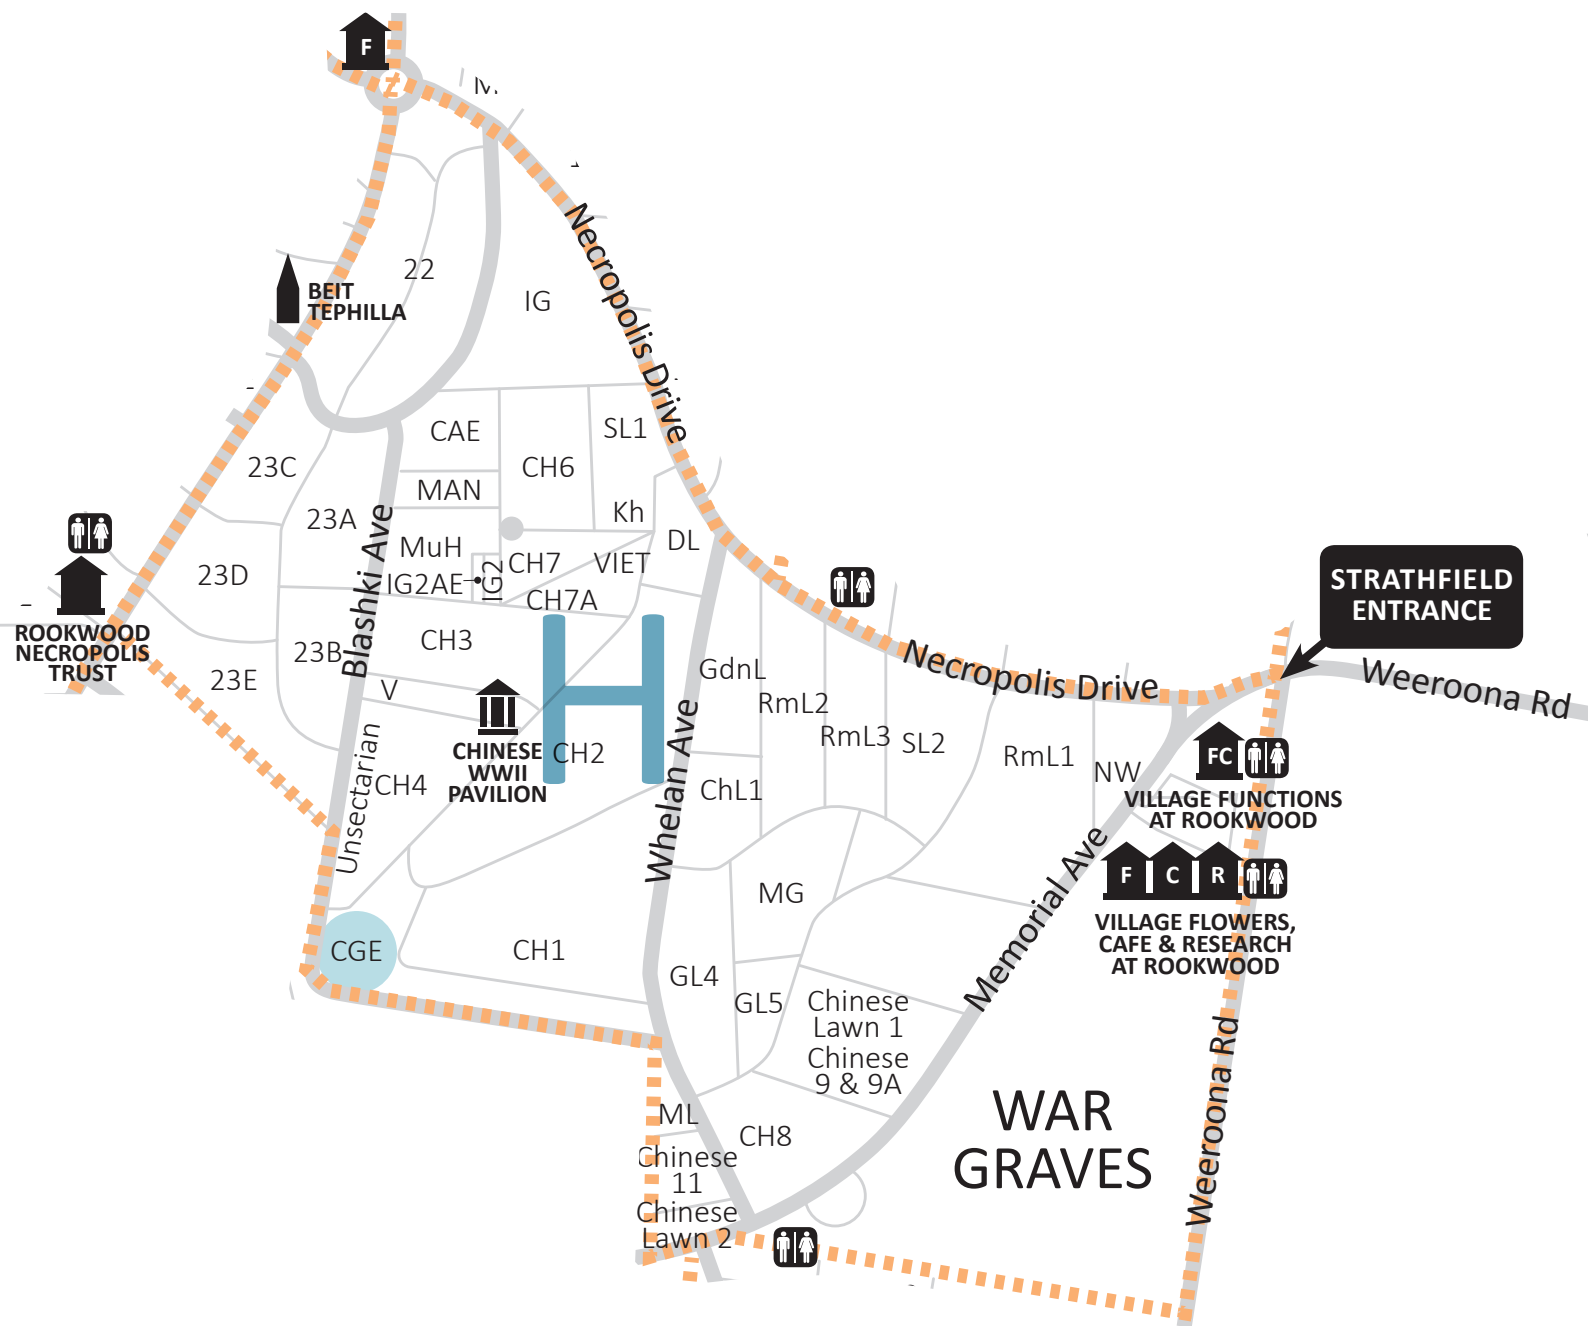 F
22
IG
BEIT
TEPHILLA
Necropolis Drive
CAE
SL1
23C
CH6
MAN
Kh
23A
DL
MuH
CH7
VIET
IG2AE
IG2
23D
CH7A
Blashki Ave
STRATHFIELD
ENTRANCE
ROOKWOOD
NECROPOLIS
TRUST
CH3
23B
23E
V
H
GdnL
RmL2
RmL3
SL2
Necropolis Drive
Weeroona Rd
RmL1
NW
FC
VILLAGE FUNCTIONS
AT ROOKWOOD
CHINESE
WWII
PAVILION
CH2
CH4
Unsectarian
ChL1
Whelan Ave
Memorial Ave
F
C
R
VILLAGE FLOWERS,
CAFE & RESEARCH
AT ROOKWOOD
MG
CGE
CH1
GL4
GL5
Chinese
Lawn 1
Chinese
9 & 9A
Weeroona Rd
WAR
GRAVES
ML
CH8
Chinese
11
Chinese
Lawn 2